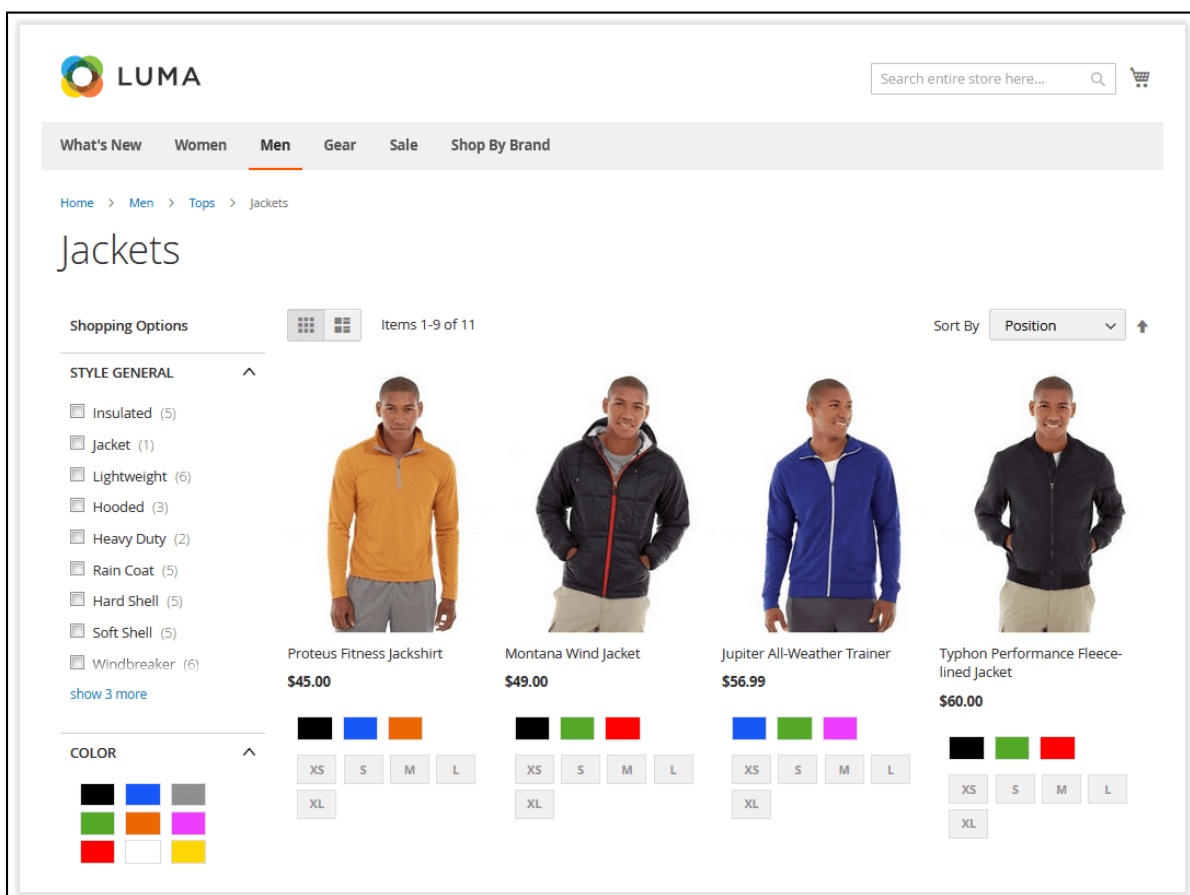 LUMA
Search entire store here...
What's New Women Men Gear Sale Shop By Brand
Home > Men > Tops > Jackets
Jackets
Shopping Options
Items 1-9 of 11
Sort By Position
STYLE GENERAL
Insulated (5)
Jacket (1)
Lightweight (6)
Hooded (3)
Heavy Duty (2)
Rain Coat (5)
Hard Shell (5)
Soft Shell (5)
Windbreaker (6)
show 3 more
COLOR
Proteus Fitness Jackshirt
$45.00
XS S M L
XL
Montana Wind Jacket
$49.00
XS S M L
XL
Jupiter All-Weather Trainer
$56.99
XS S M L
XL
Typhon Performance Fleece-
lined Jacket
$60.00
XS S M L
XL